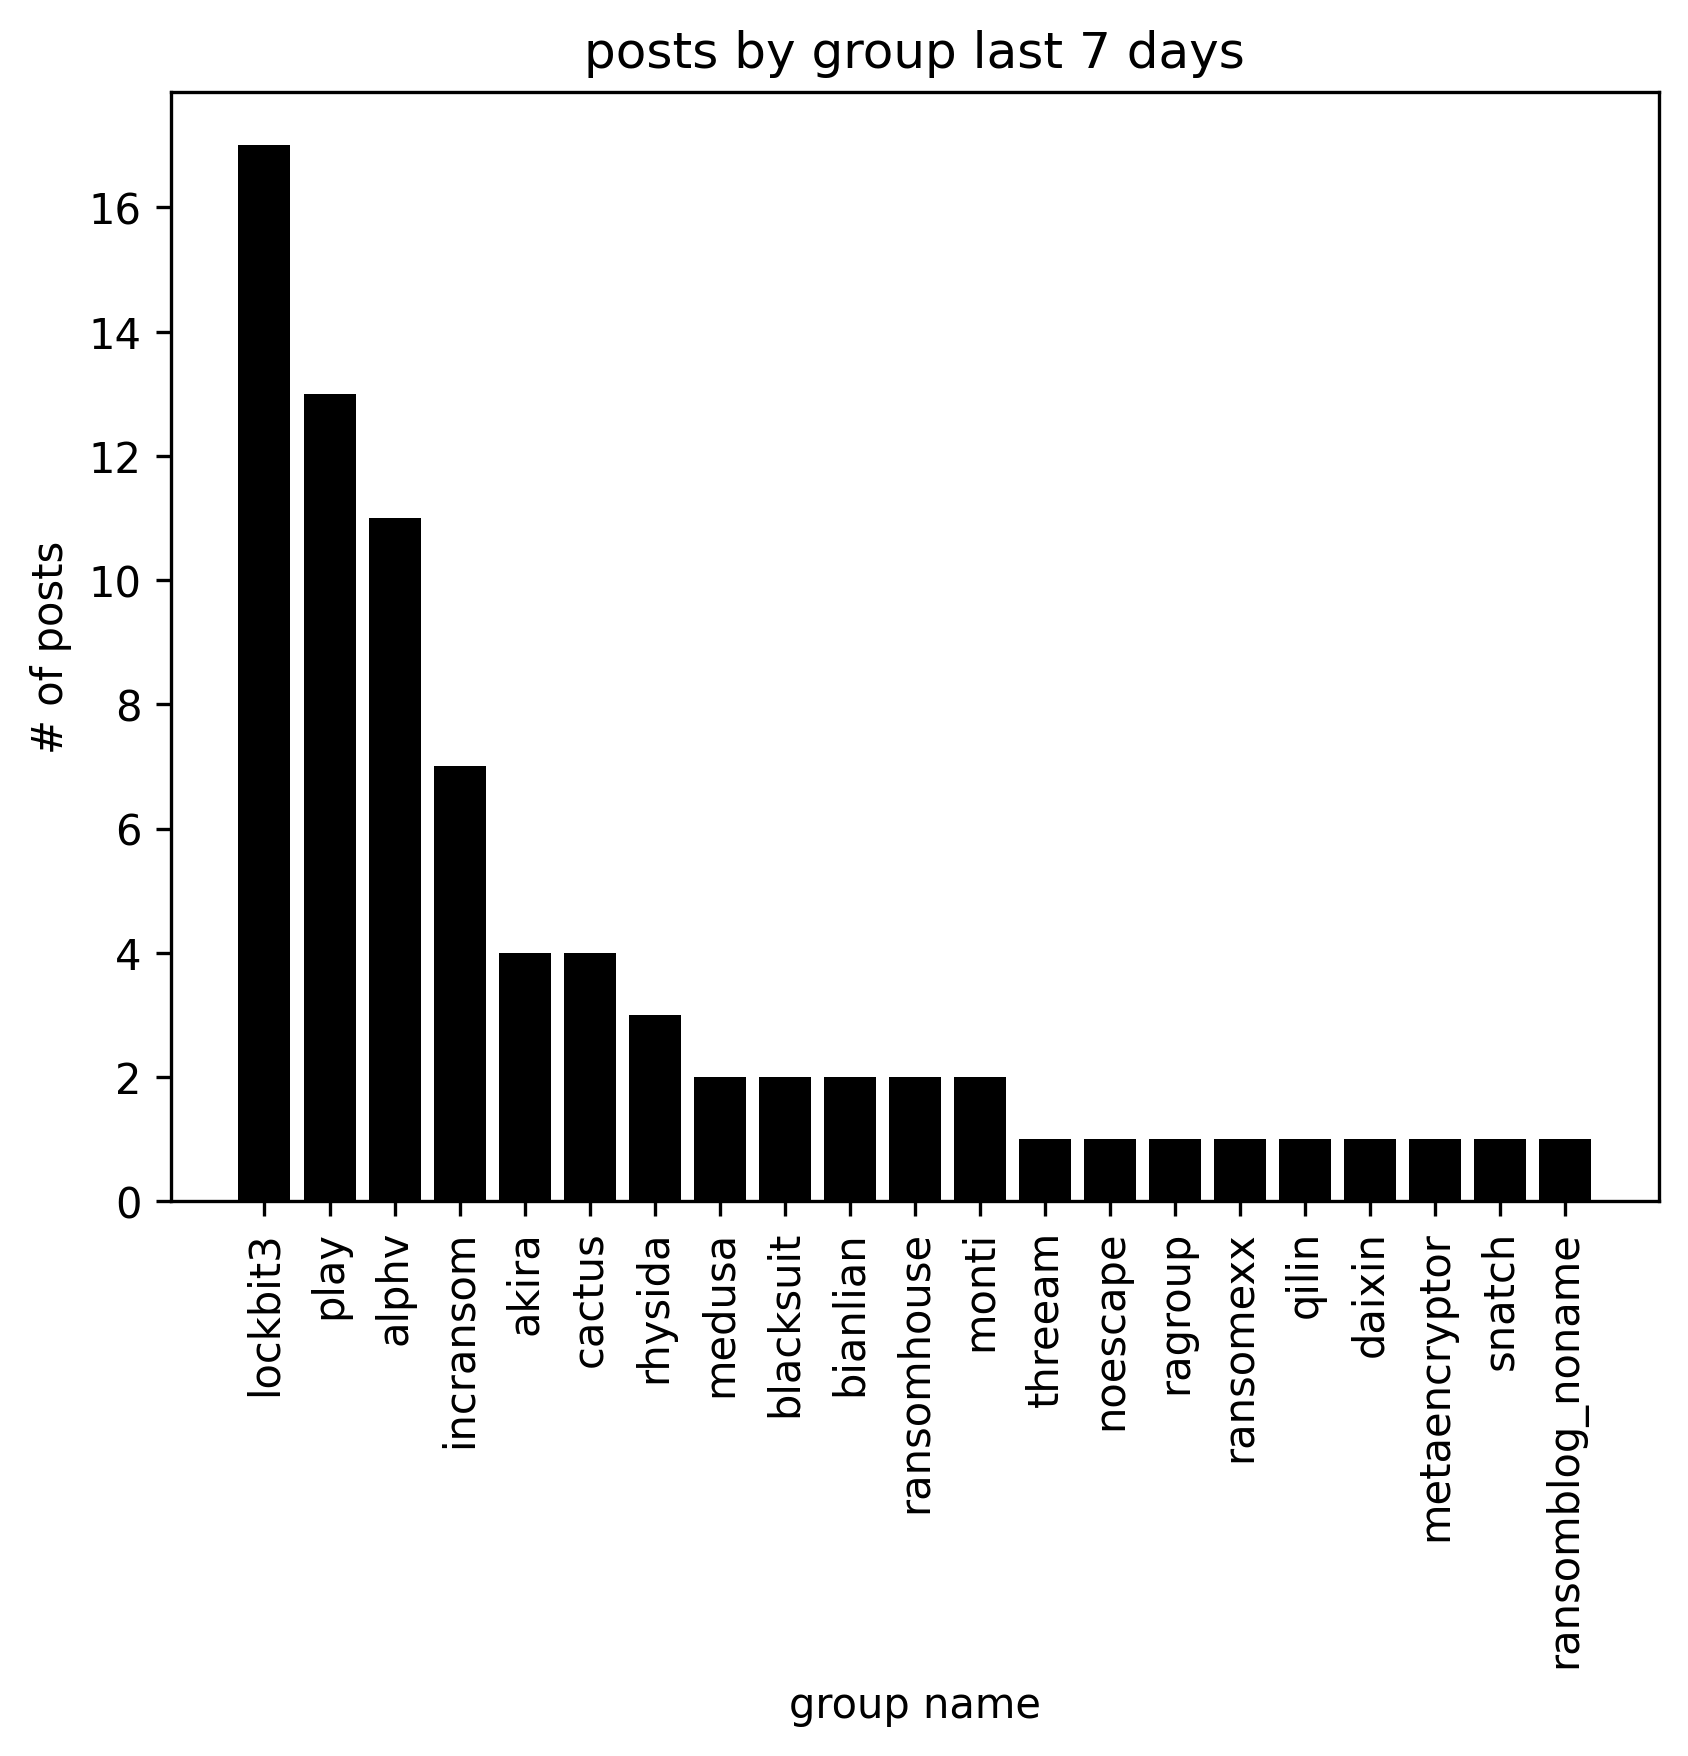 posts by group last 7 days
# of posts
16
14
12
10
8
6
4
2
0
lockbit3
play
alphv
incransom
akira
cactus
rhysida
medusa
blacksuit
bianlian
ransomhouse
monti
threeam
noescape
ragroup
ransomexx
qilin
daixin
metaencryptor
snatch
ransomblog_noname
group name